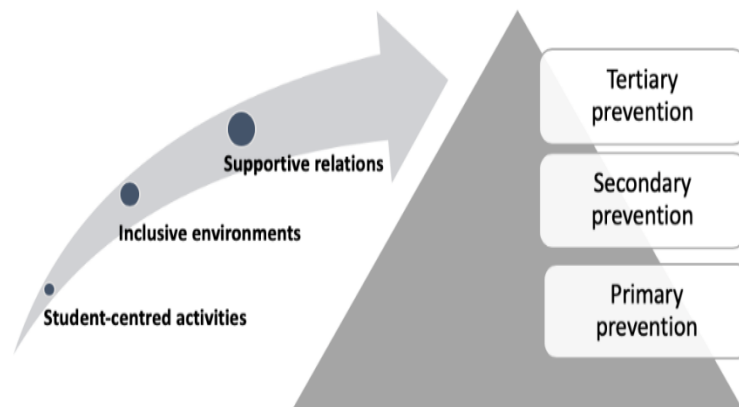 Tertiary
prevention
Supportive relations
Secondary
prevention
Inclusive environments
Primary
prevention
Student-centred activities